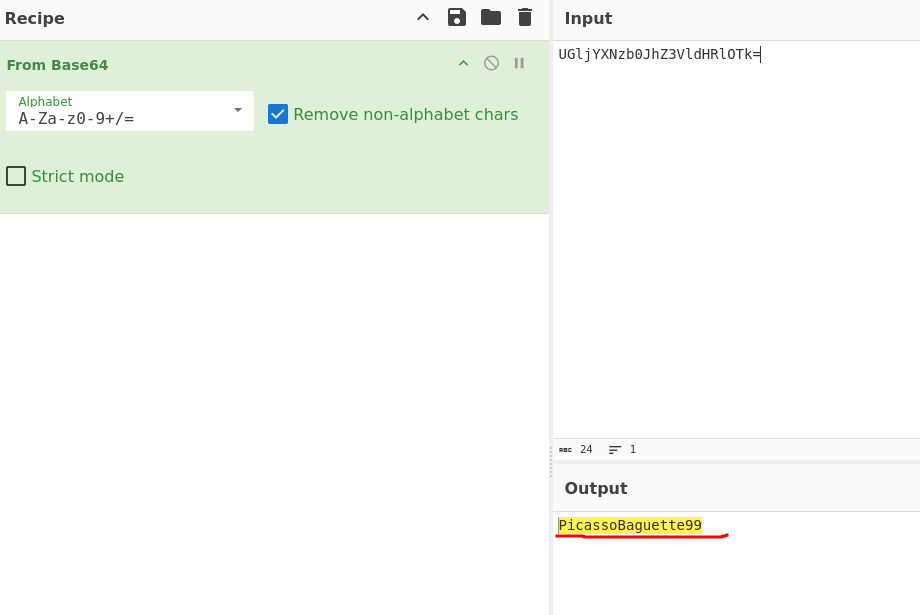 Recipe
From Base64
Alphabet
A-Za-z0-9+/=
Remove non-alphabet chars
Strict mode
Input
UGljYXNzb0JhZ3VldHRlOTk=
ABC 24 1
Output
PicassoBaguette99